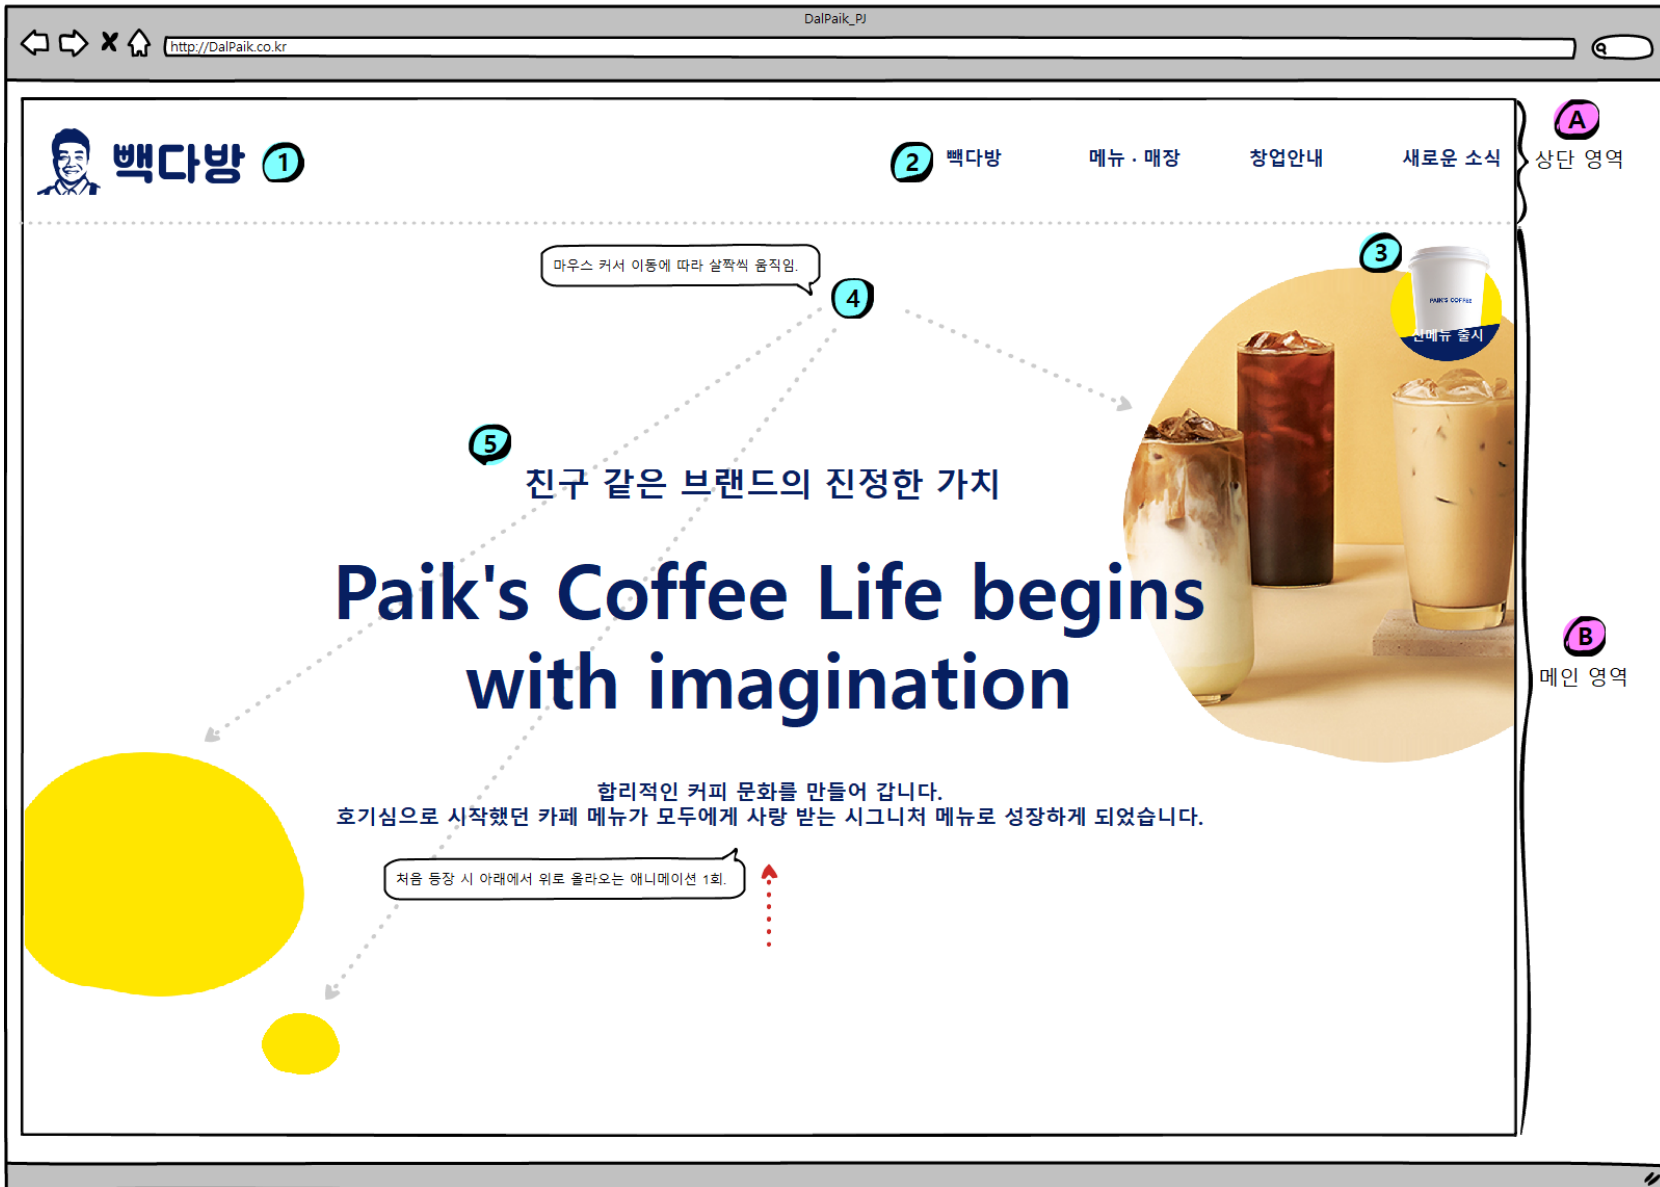 DalPaik_PJ
http://DalPaik.co.kr
빽다방
1
2
빽다방
메뉴 · 매장
창업안내
새로운 소식
A
상단 영역
마우스 커서 이동에 따라 살짝씩 움직임.
4
3
PAIK'S COFFEE
신메뉴 출시
5
친구 같은 브랜드의 진정한 가치
Paik's Coffee Life begins
with imagination
B
메인 영역
합리적인 커피 문화를 만들어 갑니다.
호기심으로 시작했던 카페 메뉴가 모두에게 사랑 받는 시그니처 메뉴로 성장하게 되었습니다.
처음 등장 시 아래에서 위로 올라오는 애니메이션 1회.